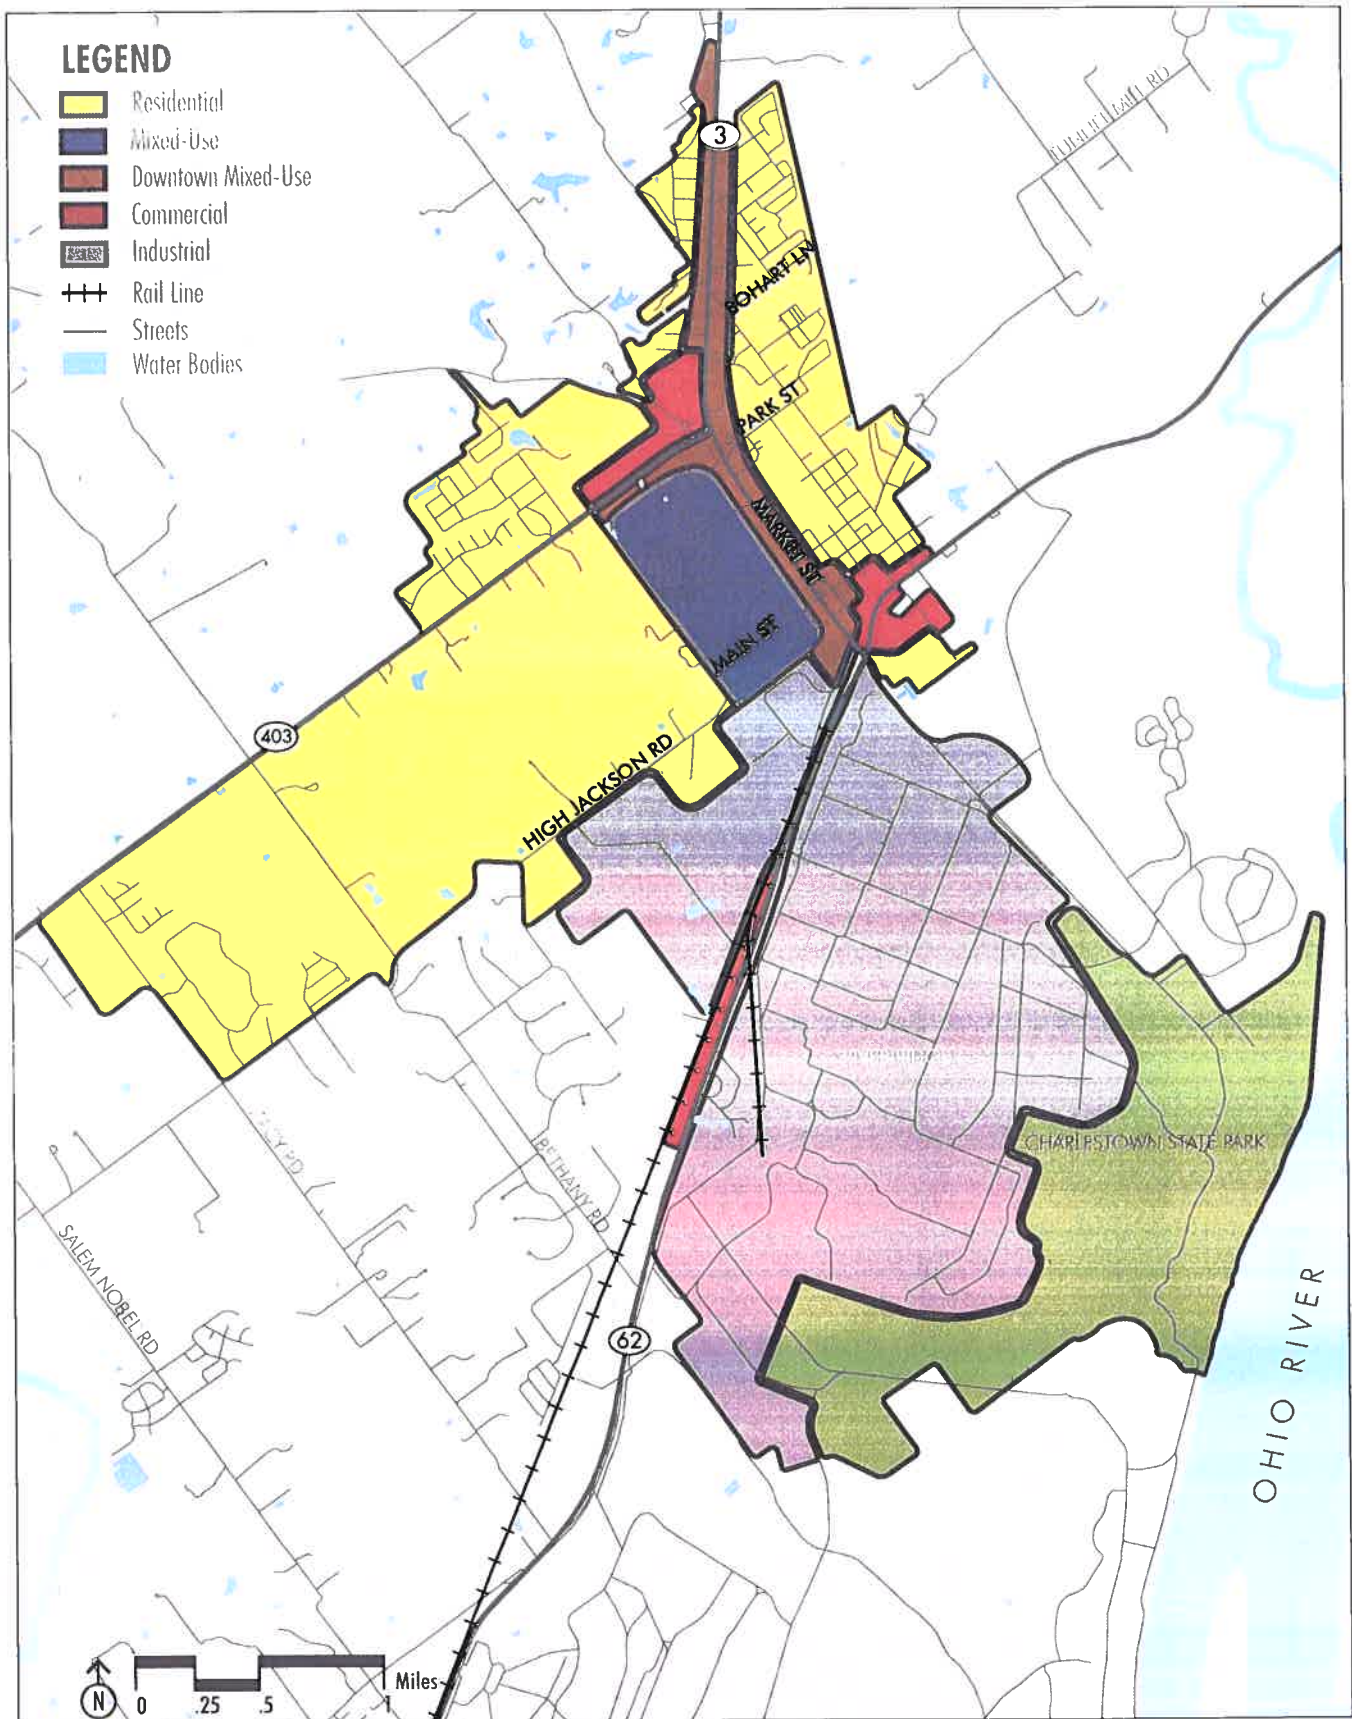 LEGEND
Residential
Mixed-Use
Downtown Mixed-Use
Commercial
Industrial
Rail Line
Streets
Water Bodies
3
BOHART LN
PARK ST
MARKET ST
MAIN ST
403
HIGH JACKSON RD
CHARLESTOWN STATE PARK
BETHANY RD
SALEM NOBEL RD
62
OHIO RIVER
N
0 .25 .5 1 Miles